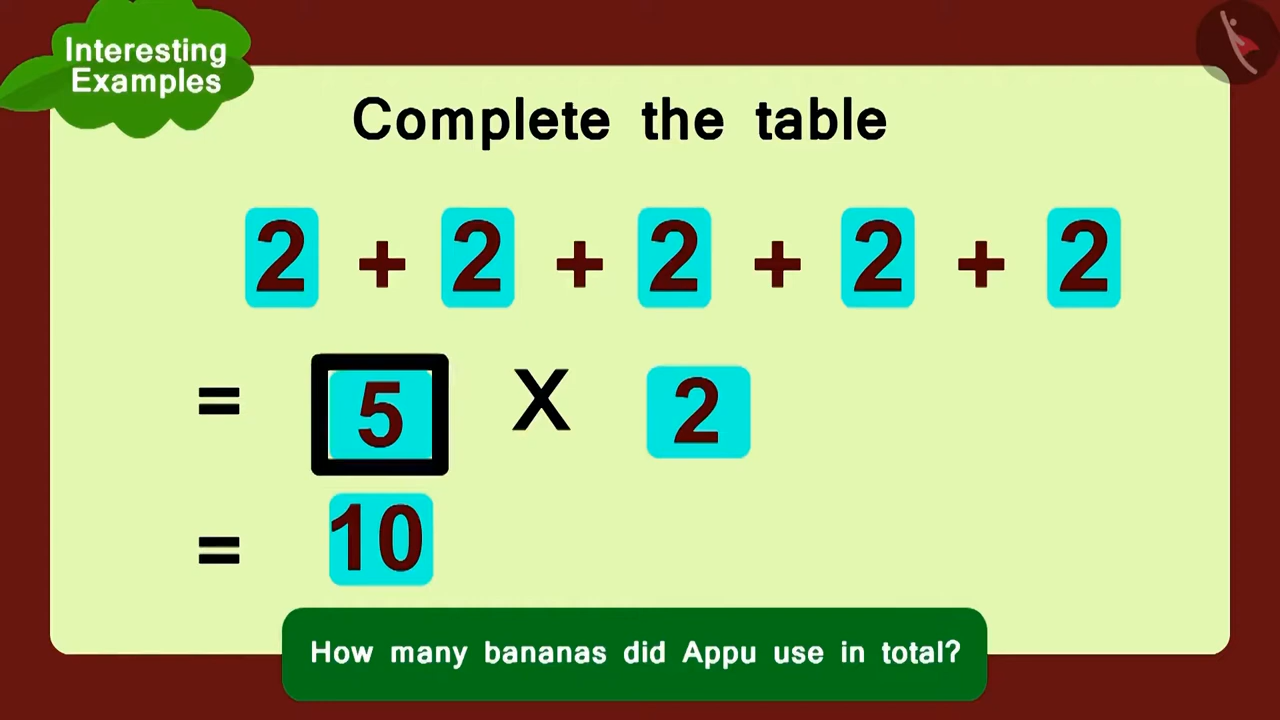 Interesting
Examples
Complete the table
2 + 2 + 2 + 2 + 2
= 5 X 2
= 10
How many bananas did Appu use in total?